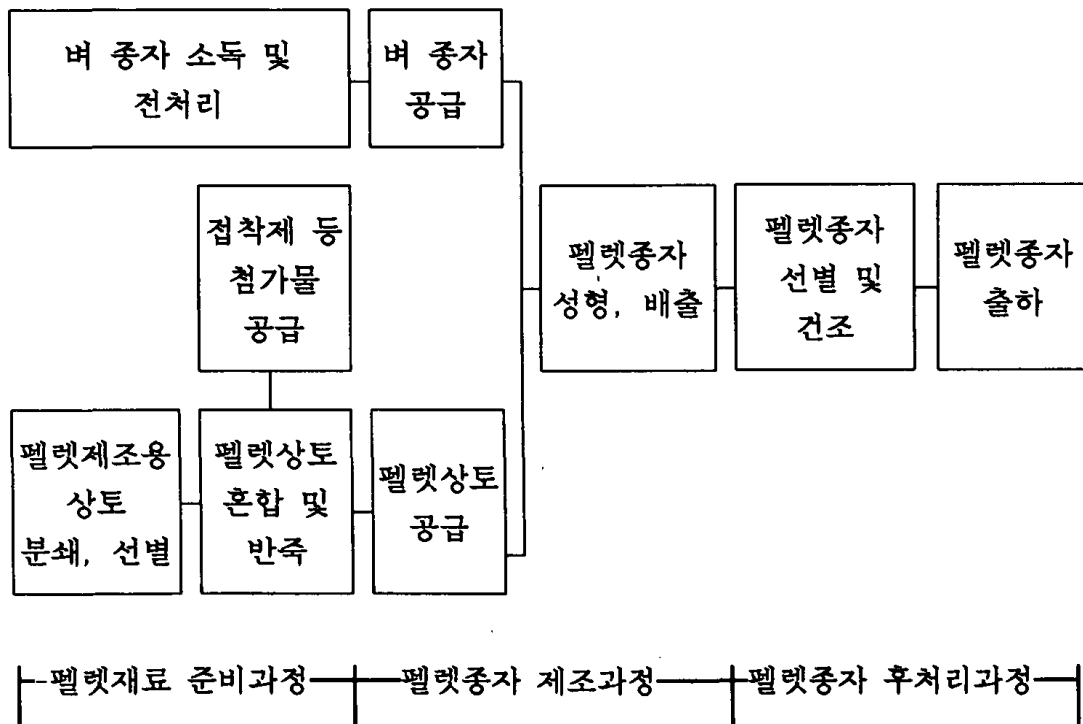 벼 종자 소독 및
전처리
벼 종자
공급
접착제 등
첨가물
공급
펠렛종자
성형, 배출
펠렛종자
선별 및
건조
펠렛종자
출하
펠렛제조용
상토
분쇄, 선별
펠렛상토
혼합 및
반죽
펠렛상토
공급
펠렛재료 준비과정
펠렛종자 제조과정
펠렛종자 후처리과정